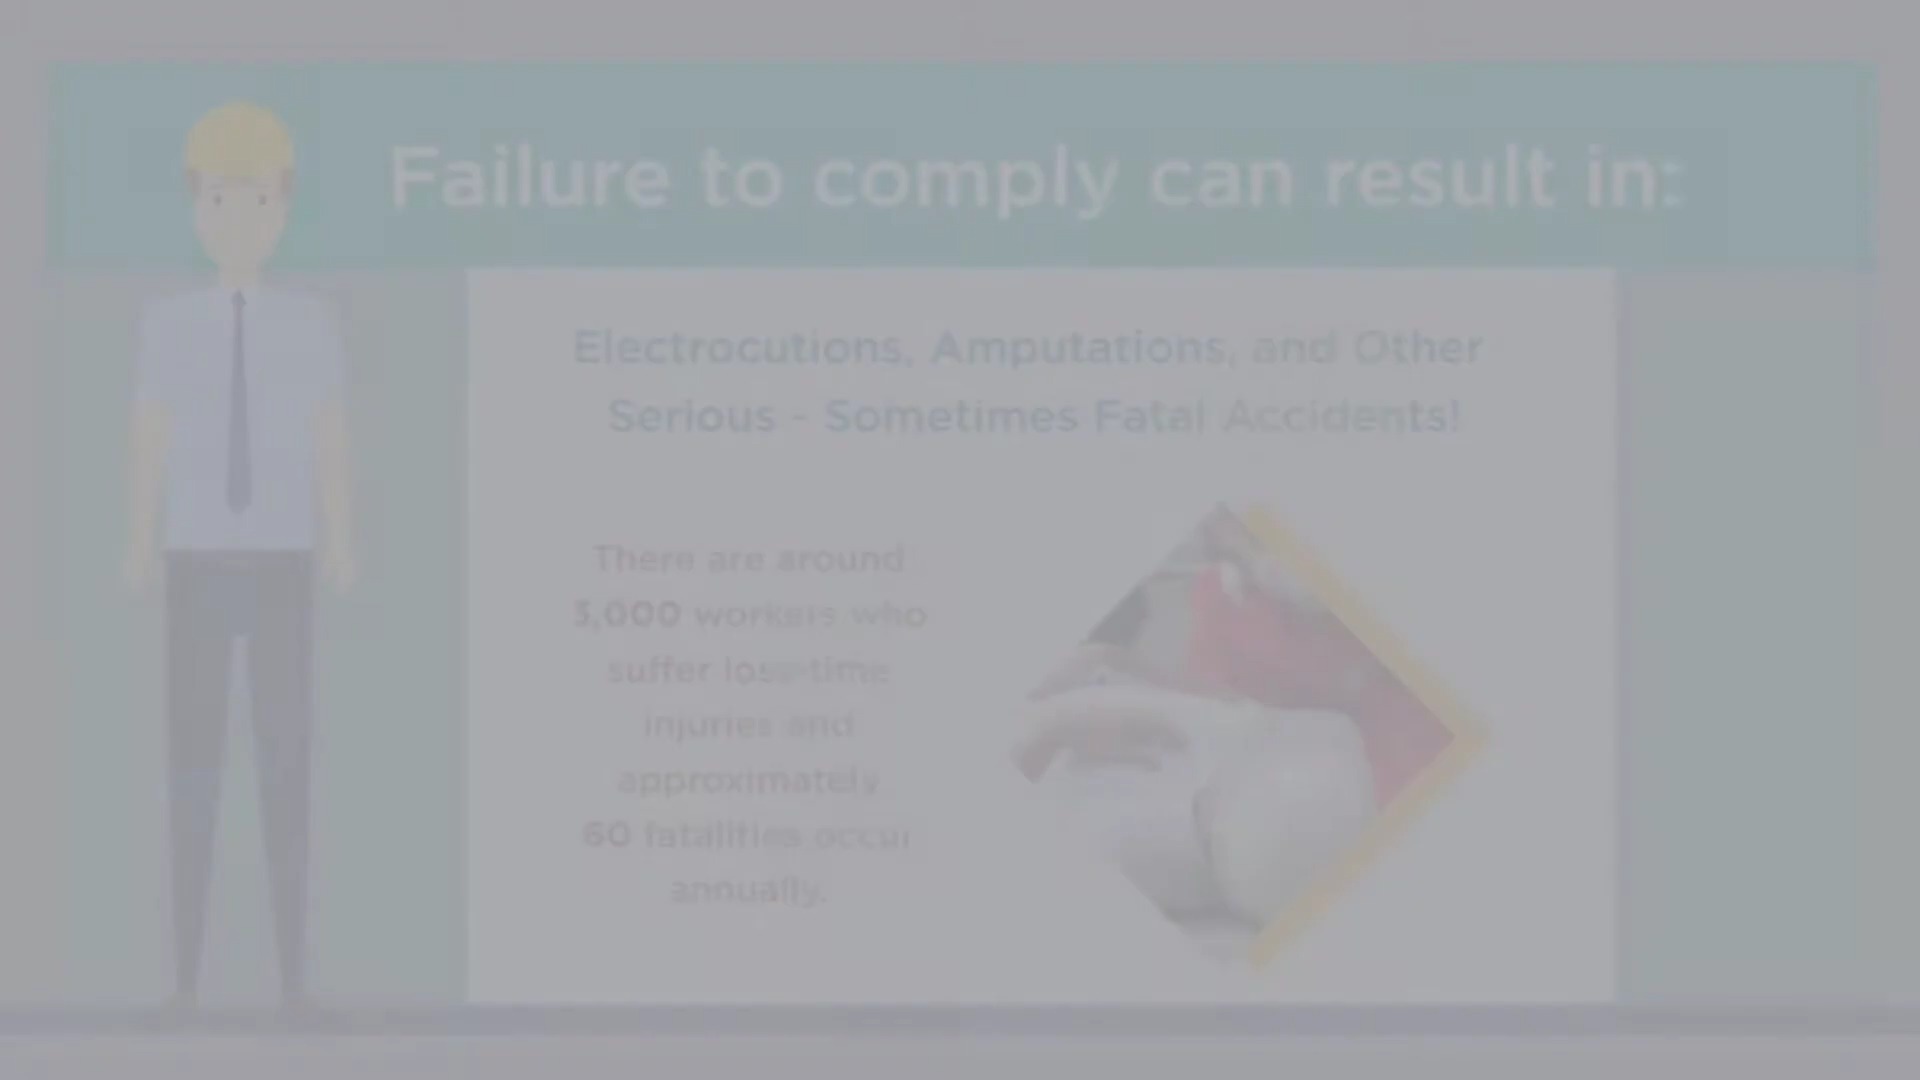 Failure to comply can result in:
Electrocutions, Amputations, and Other
Serious - Sometimes Fatal Accidents!
There are around
3,000 workers who
suffer lose-time
injuries and
approximately
60 fatalities occur
annually.